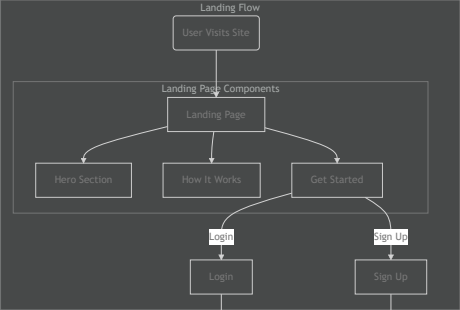 Landing Flow
User Visits Site
Landing Page Components
Landing Page
Hero Section
How It Works
Get Started
Login
Sign Up
Login
Sign Up